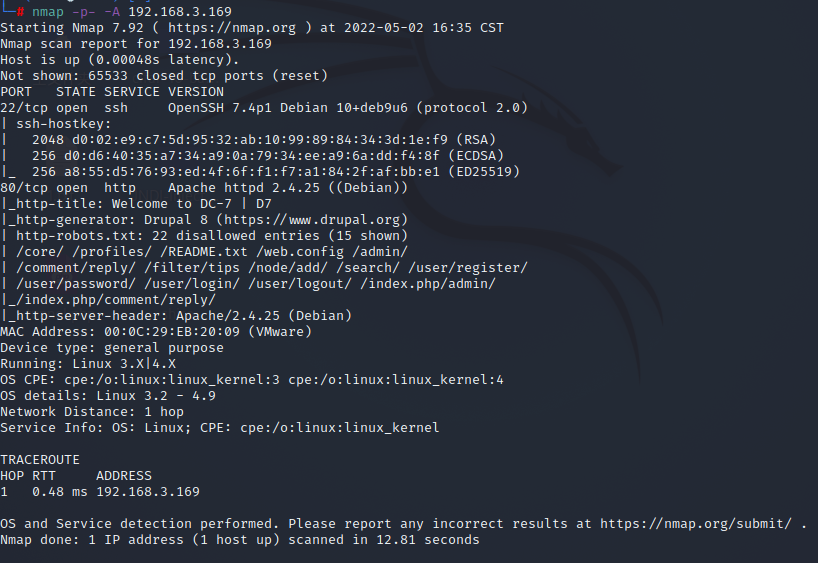 └─# nmap -p- -A 192.168.3.169
Starting Nmap 7.92 ( https://nmap.org ) at 2022-05-02 16:35 CST
Nmap scan report for 192.168.3.169
Host is up (0.00048s latency).
Not shown: 65533 closed tcp ports (reset)
PORT   STATE SERVICE VERSION
22/tcp open  ssh     OpenSSH 7.4p1 Debian 10+deb9u6 (protocol 2.0)
| ssh-hostkey:
|   2048 d0:02:e9:c7:5d:95:32:ab:10:99:89:84:34:3d:1e:f9 (RSA)
|   256 d0:d6:40:35:a7:34:a9:0a:79:34:ee:a9:6a:dd:f4:8f (ECDSA)
|_  256 a8:55:d5:76:93:ed:4f:6f:f1:f7:a1:84:2f:af:bb:e1 (ED25519)
80/tcp open  http    Apache httpd 2.4.25 ((Debian))
|_http-title: Welcome to DC-7 | D7
|_http-generator: Drupal 8 (https://www.drupal.org)
| http-robots.txt: 22 disallowed entries (15 shown)
| /core/ /profiles/ /README.txt /web.config /admin/
| /comment/reply/ /filter/tips /node/add/ /search/ /user/register/
| /user/password/ /user/login/ /user/logout/ /index.php/admin/
|_/index.php/comment/reply/
|_http-server-header: Apache/2.4.25 (Debian)
MAC Address: 00:0C:29:EB:20:09 (VMware)
Device type: general purpose
Running: Linux 3.X|4.X
OS CPE: cpe:/o:linux:linux_kernel:3 cpe:/o:linux:linux_kernel:4
OS details: Linux 3.2 - 4.9
Network Distance: 1 hop
Service Info: OS: Linux; CPE: cpe:/o:linux:linux_kernel
TRACEROUTE
HOP RTT     ADDRESS
1   0.48 ms 192.168.3.169
OS and Service detection performed. Please report any incorrect results at https://nmap.org/submit/ .
Nmap done: 1 IP address (1 host up) scanned in 12.81 seconds